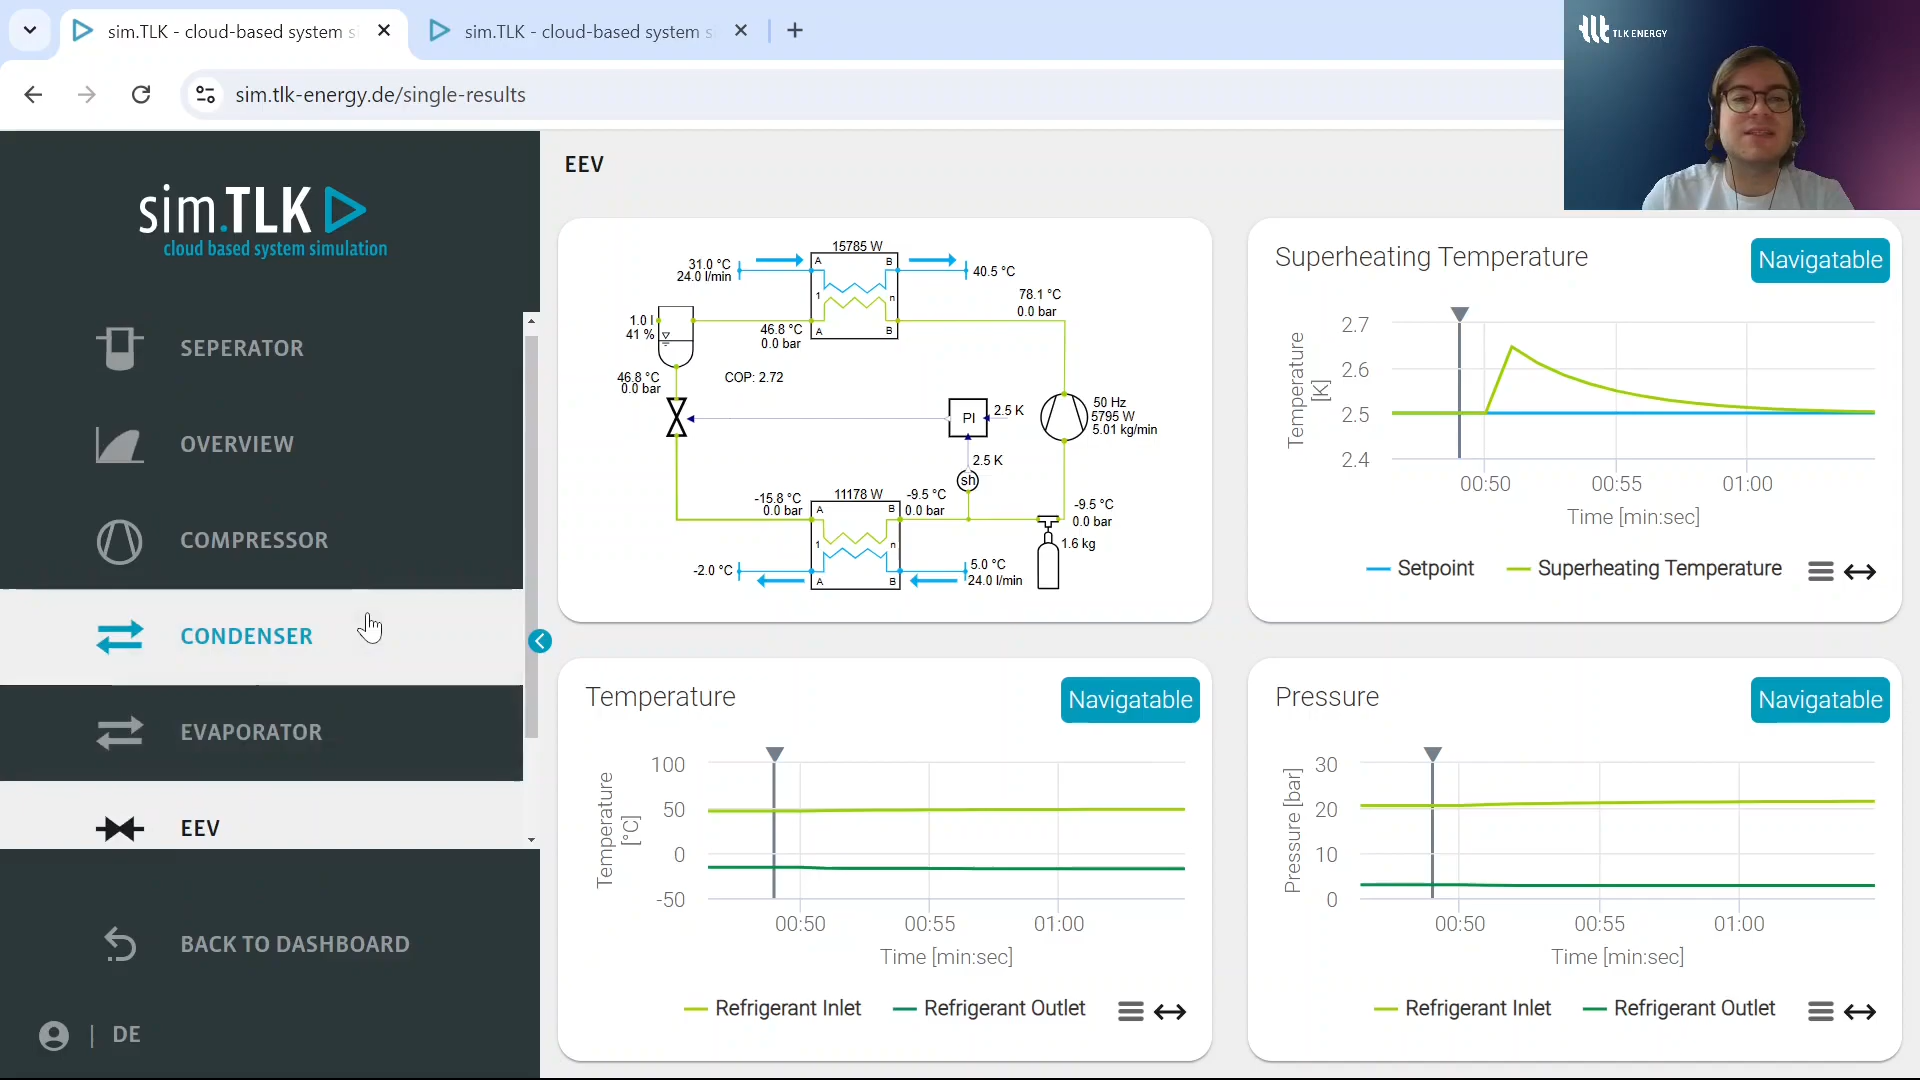 sim.TLK - cloud-based system s
sim.TLK - cloud-based system s
sim.tlk-energy.de/single-results
TLK ENERGY
sim.TLK
cloud based system simulation
SEPERATOR
OVERVIEW
COMPRESSOR
CONDENSER
EVAPORATOR
EEV
BACK TO DASHBOARD
| DE
EEV
15785 W
31.0 °C
24.0 l/min
A
B
40.5 °C
1
n
A
B
78.1 °C
0.0 bar
1.0 l
41 %
46.8 °C
0.0 bar
46.8 °C
0.0 bar
COP: 2.72
PI
2.5 K
50 Hz
5795 W
5.01 kg/min
2.5 K
sh
-15.8 °C
0.0 bar
11178 W
A
B
-9.5 °C
0.0 bar
-9.5 °C
0.0 bar
1
n
1.6 kg
-2.0 °C
A
B
5.0 °C
24.0 l/min
Superheating Temperature
Navigatable
Temperature
[K]
2.7
2.6
2.5
2.4
00:50
00:55
01:00
Time [min:sec]
Setpoint
Superheating Temperature
Temperature
Navigatable
Temperature
[°C]
100
50
0
-50
00:50
00:55
01:00
Time [min:sec]
Refrigerant Inlet
Refrigerant Outlet
Pressure
Navigatable
Pressure [bar]
30
20
10
0
00:50
00:55
01:00
Time [min:sec]
Refrigerant Inlet
Refrigerant Outlet